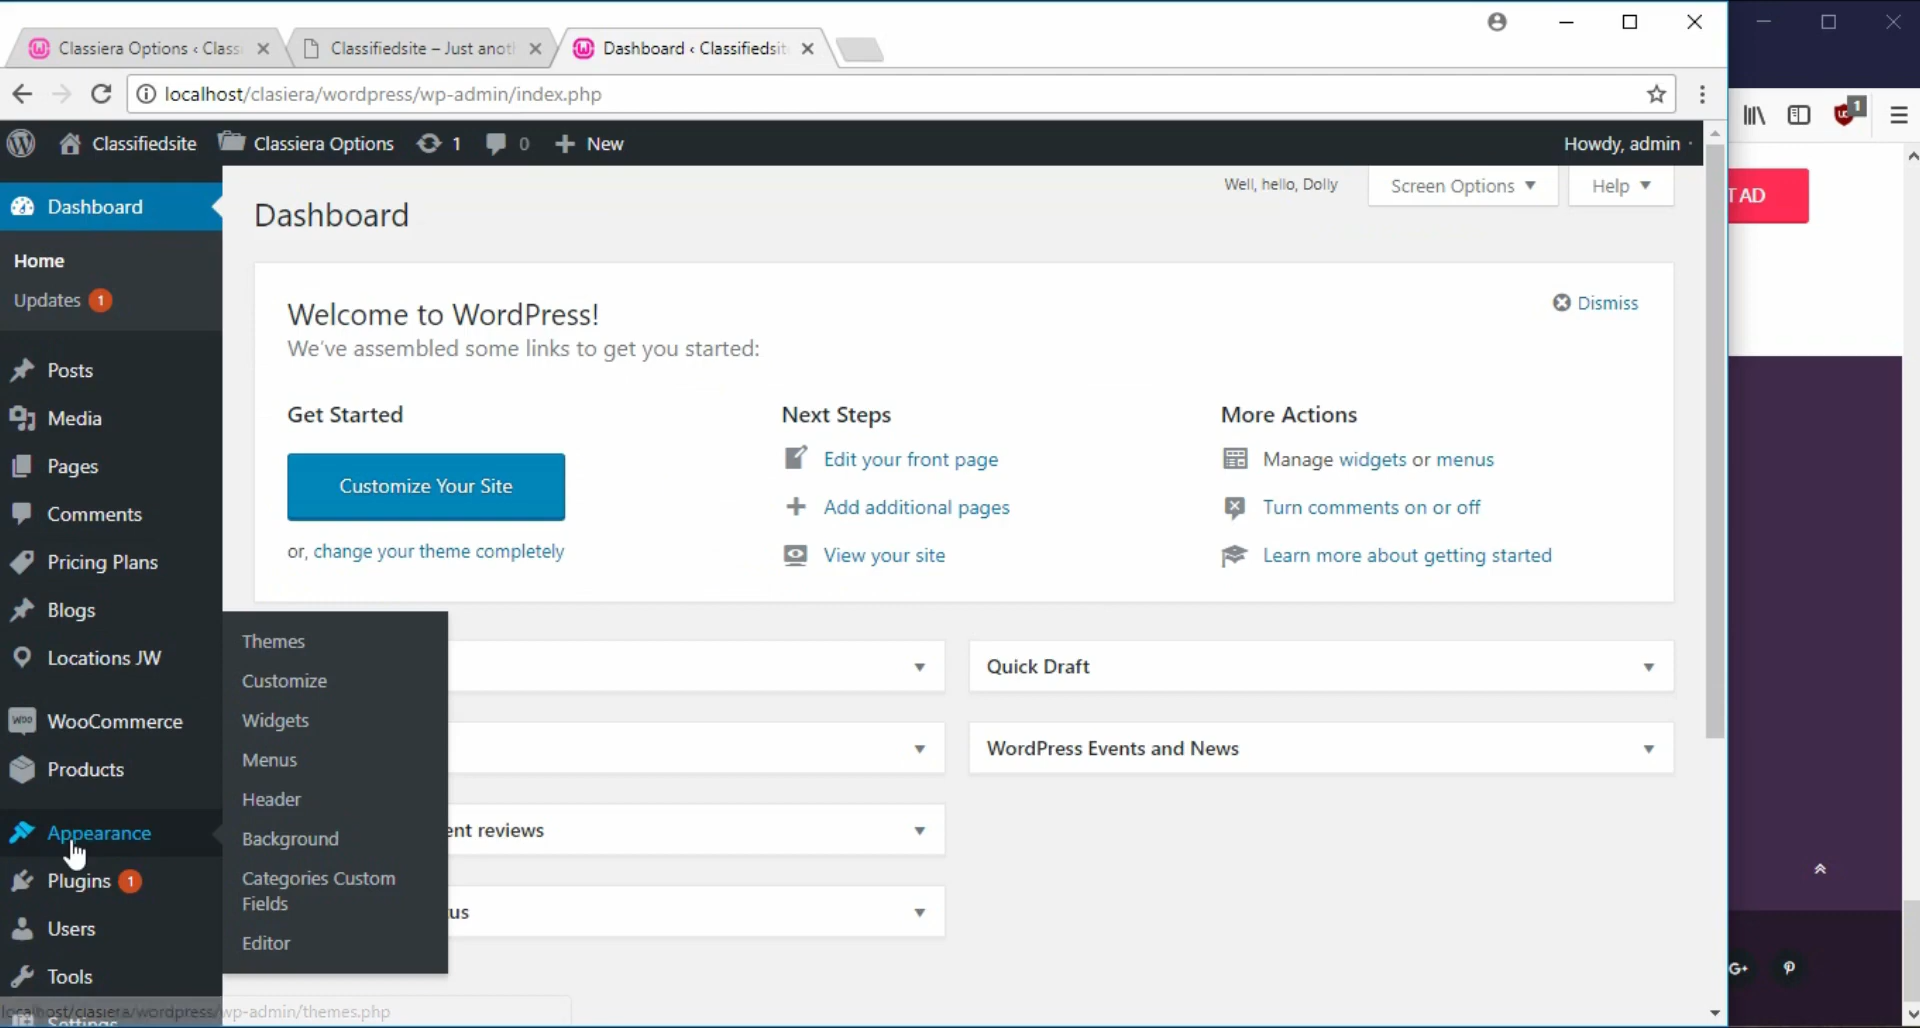 Classiera Options ‹ Class
Classifiedsite – Just anot
Dashboard ‹ Classifiedsit
localhost/clasiera/wordpress/wp-admin/index.php
1
Classifiedsite
Classiera Options
1
0
New
Howdy, admin
T AD
Dashboard
Home
Updates 1
Posts
Media
Pages
Comments
Pricing Plans
Blogs
Locations JW
WOO
WooCommerce
Products
Appearance
Plugins 1
Users
Tools
Settings
Well, hello, Dolly
Screen Options
Help
Dashboard
Welcome to WordPress!
We've assembled some links to get you started:
Dismiss
Get Started
Customize Your Site
or, change your theme completely
Next Steps
Edit your front page
Add additional pages
View your site
More Actions
Manage widgets or menus
Turn comments on or off
Learn more about getting started
Themes
Customize
Widgets
Menus
Header
Background
Categories Custom
Fields
Editor
ent reviews
tus
Quick Draft
WordPress Events and News
G+
localhost/clasiera/wordpress/wp-admin/themes.php